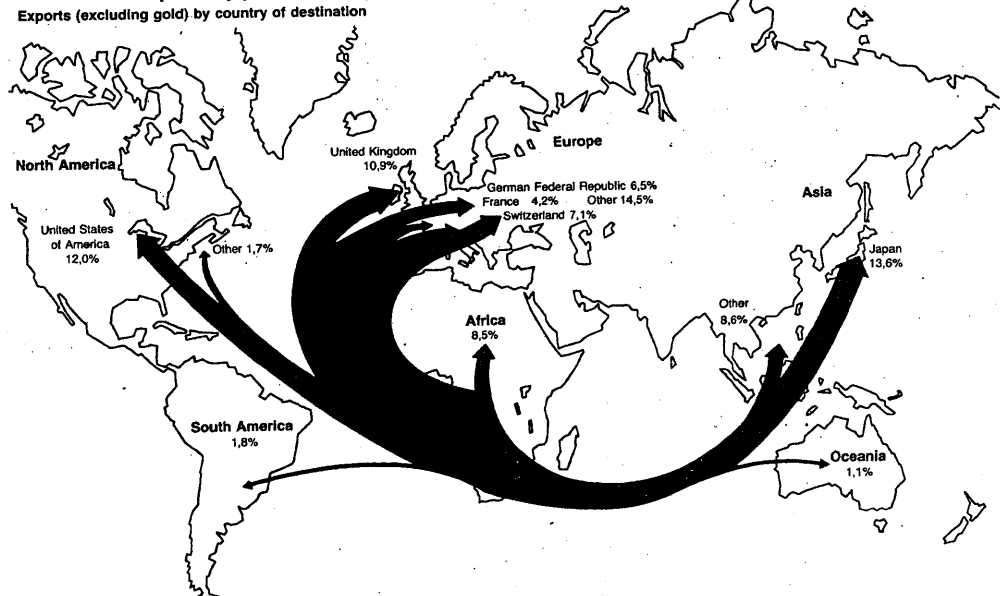 Exports (excluding gold) by country of destination
United Kingdom
10,9%
Europe
North America
German Federal Republic 6,5%
France 4,2% Other 14,5%
Switzerland 7,1%
Asia
United States
of America
12,0%
Other 1,7%
Japan
13,6%
Other
8,6%
Africa
8,5%
South America
1,8%
Oceania
1,1%